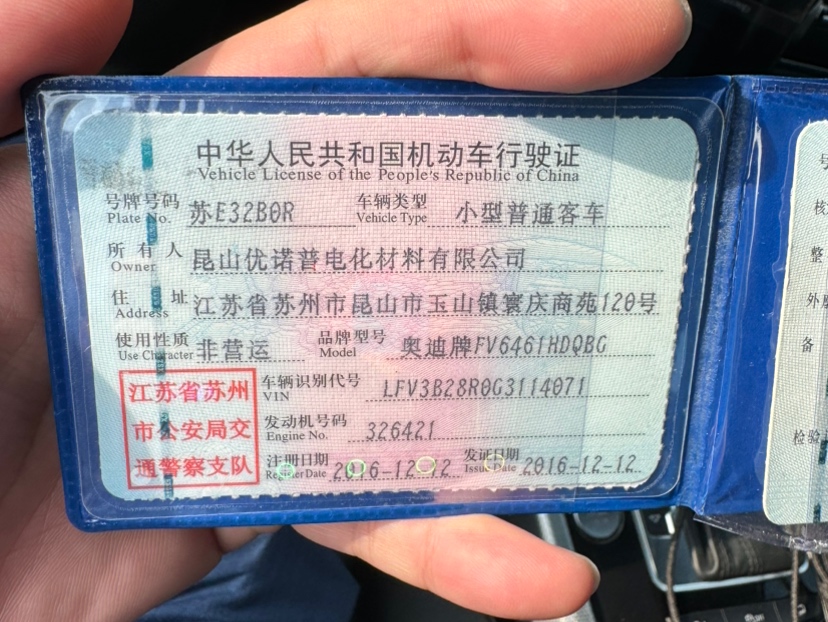 中华人民共和国机动车行驶证
Vehicle License of the People's Republic of China
号牌号码 苏E32B0R 车辆类型 小型普通客车
Plate No. Vehicle Type
所有人 昆山优诺普电化材料有限公司
Owner
住址 江苏省苏州市昆山市玉山镇寰庆商苑120号
Address
使用性质 非营运 品牌型号 奥迪牌FV6461HDQBG
Use Character Model
江苏省苏州
市公安局交
通警察支队
车辆识别代号 LFV3B28R0G3114071
VIN
发动机号码 326421
Engine No.
注册日期 2016-12-12 发证日期 2016-12-12
Register Date Issue Date
号
核
整
外
备
检验